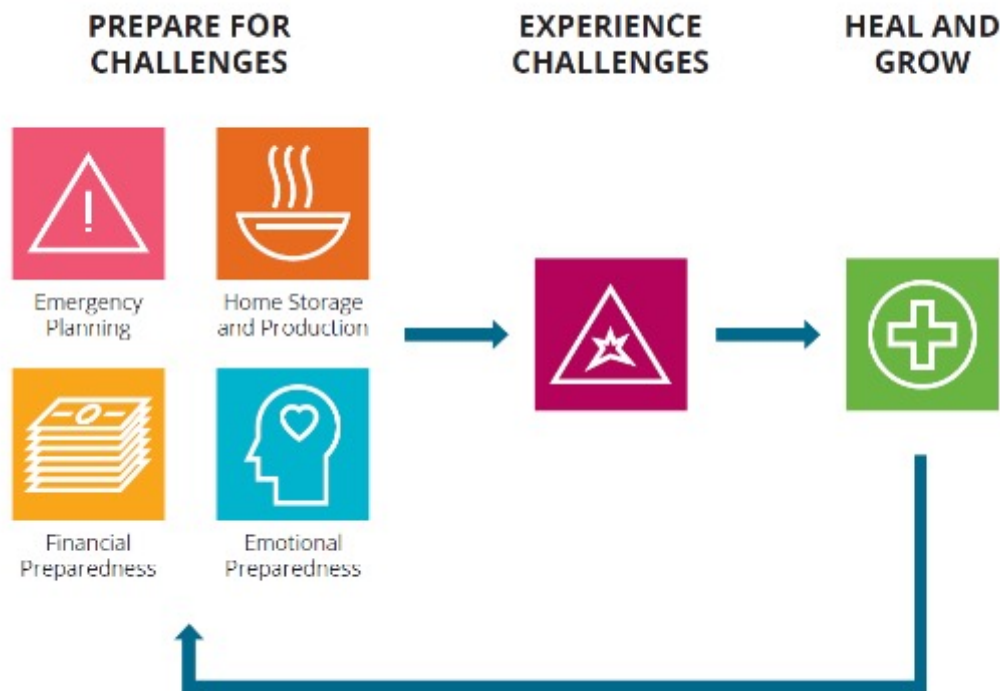 PREPARE FOR
CHALLENGES
EXPERIENCE
CHALLENGES
HEAL AND
GROW
!
Emergency
Planning
Home Storage
and Production
Financial
Preparedness
Emotional
Preparedness